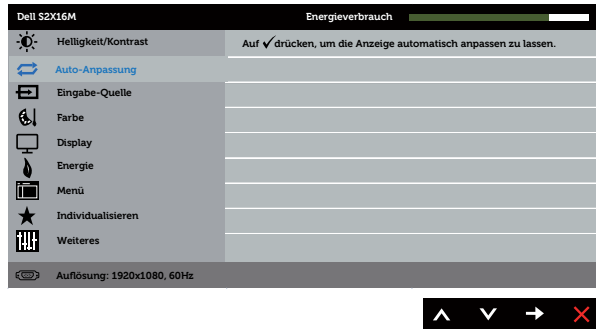 Dell S2X16M
Energieverbrauch
Helligkeit/Kontrast
Auf ✓drücken, um die Anzeige automatisch anpassen zu lassen.
Auto-Anpassung
Eingabe-Quelle
Farbe
Display
Energie
Menü
Individualisieren
Weiteres
Auflösung: 1920x1080, 60Hz